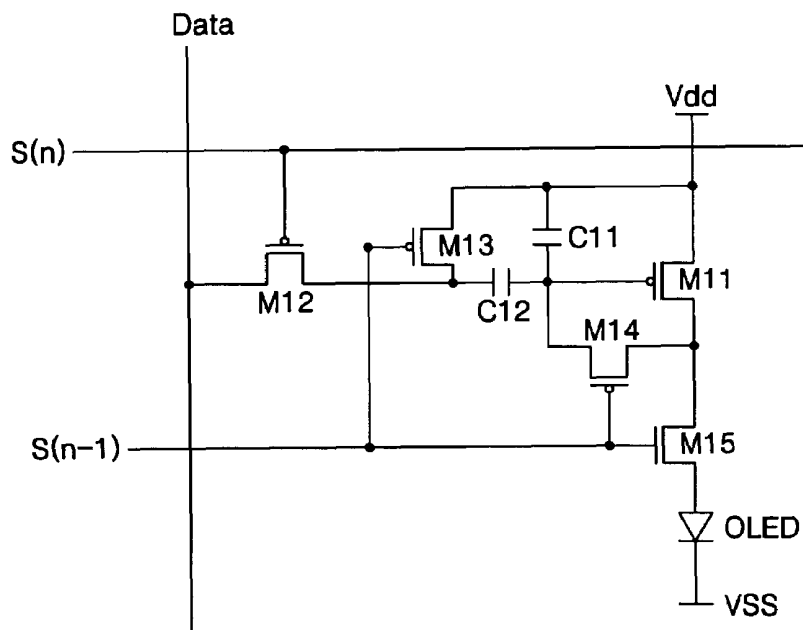 Data
Vdd
S(n)
M13
C11
M11
M12
C12
M14
S(n-1)
M15
OLED
VSS